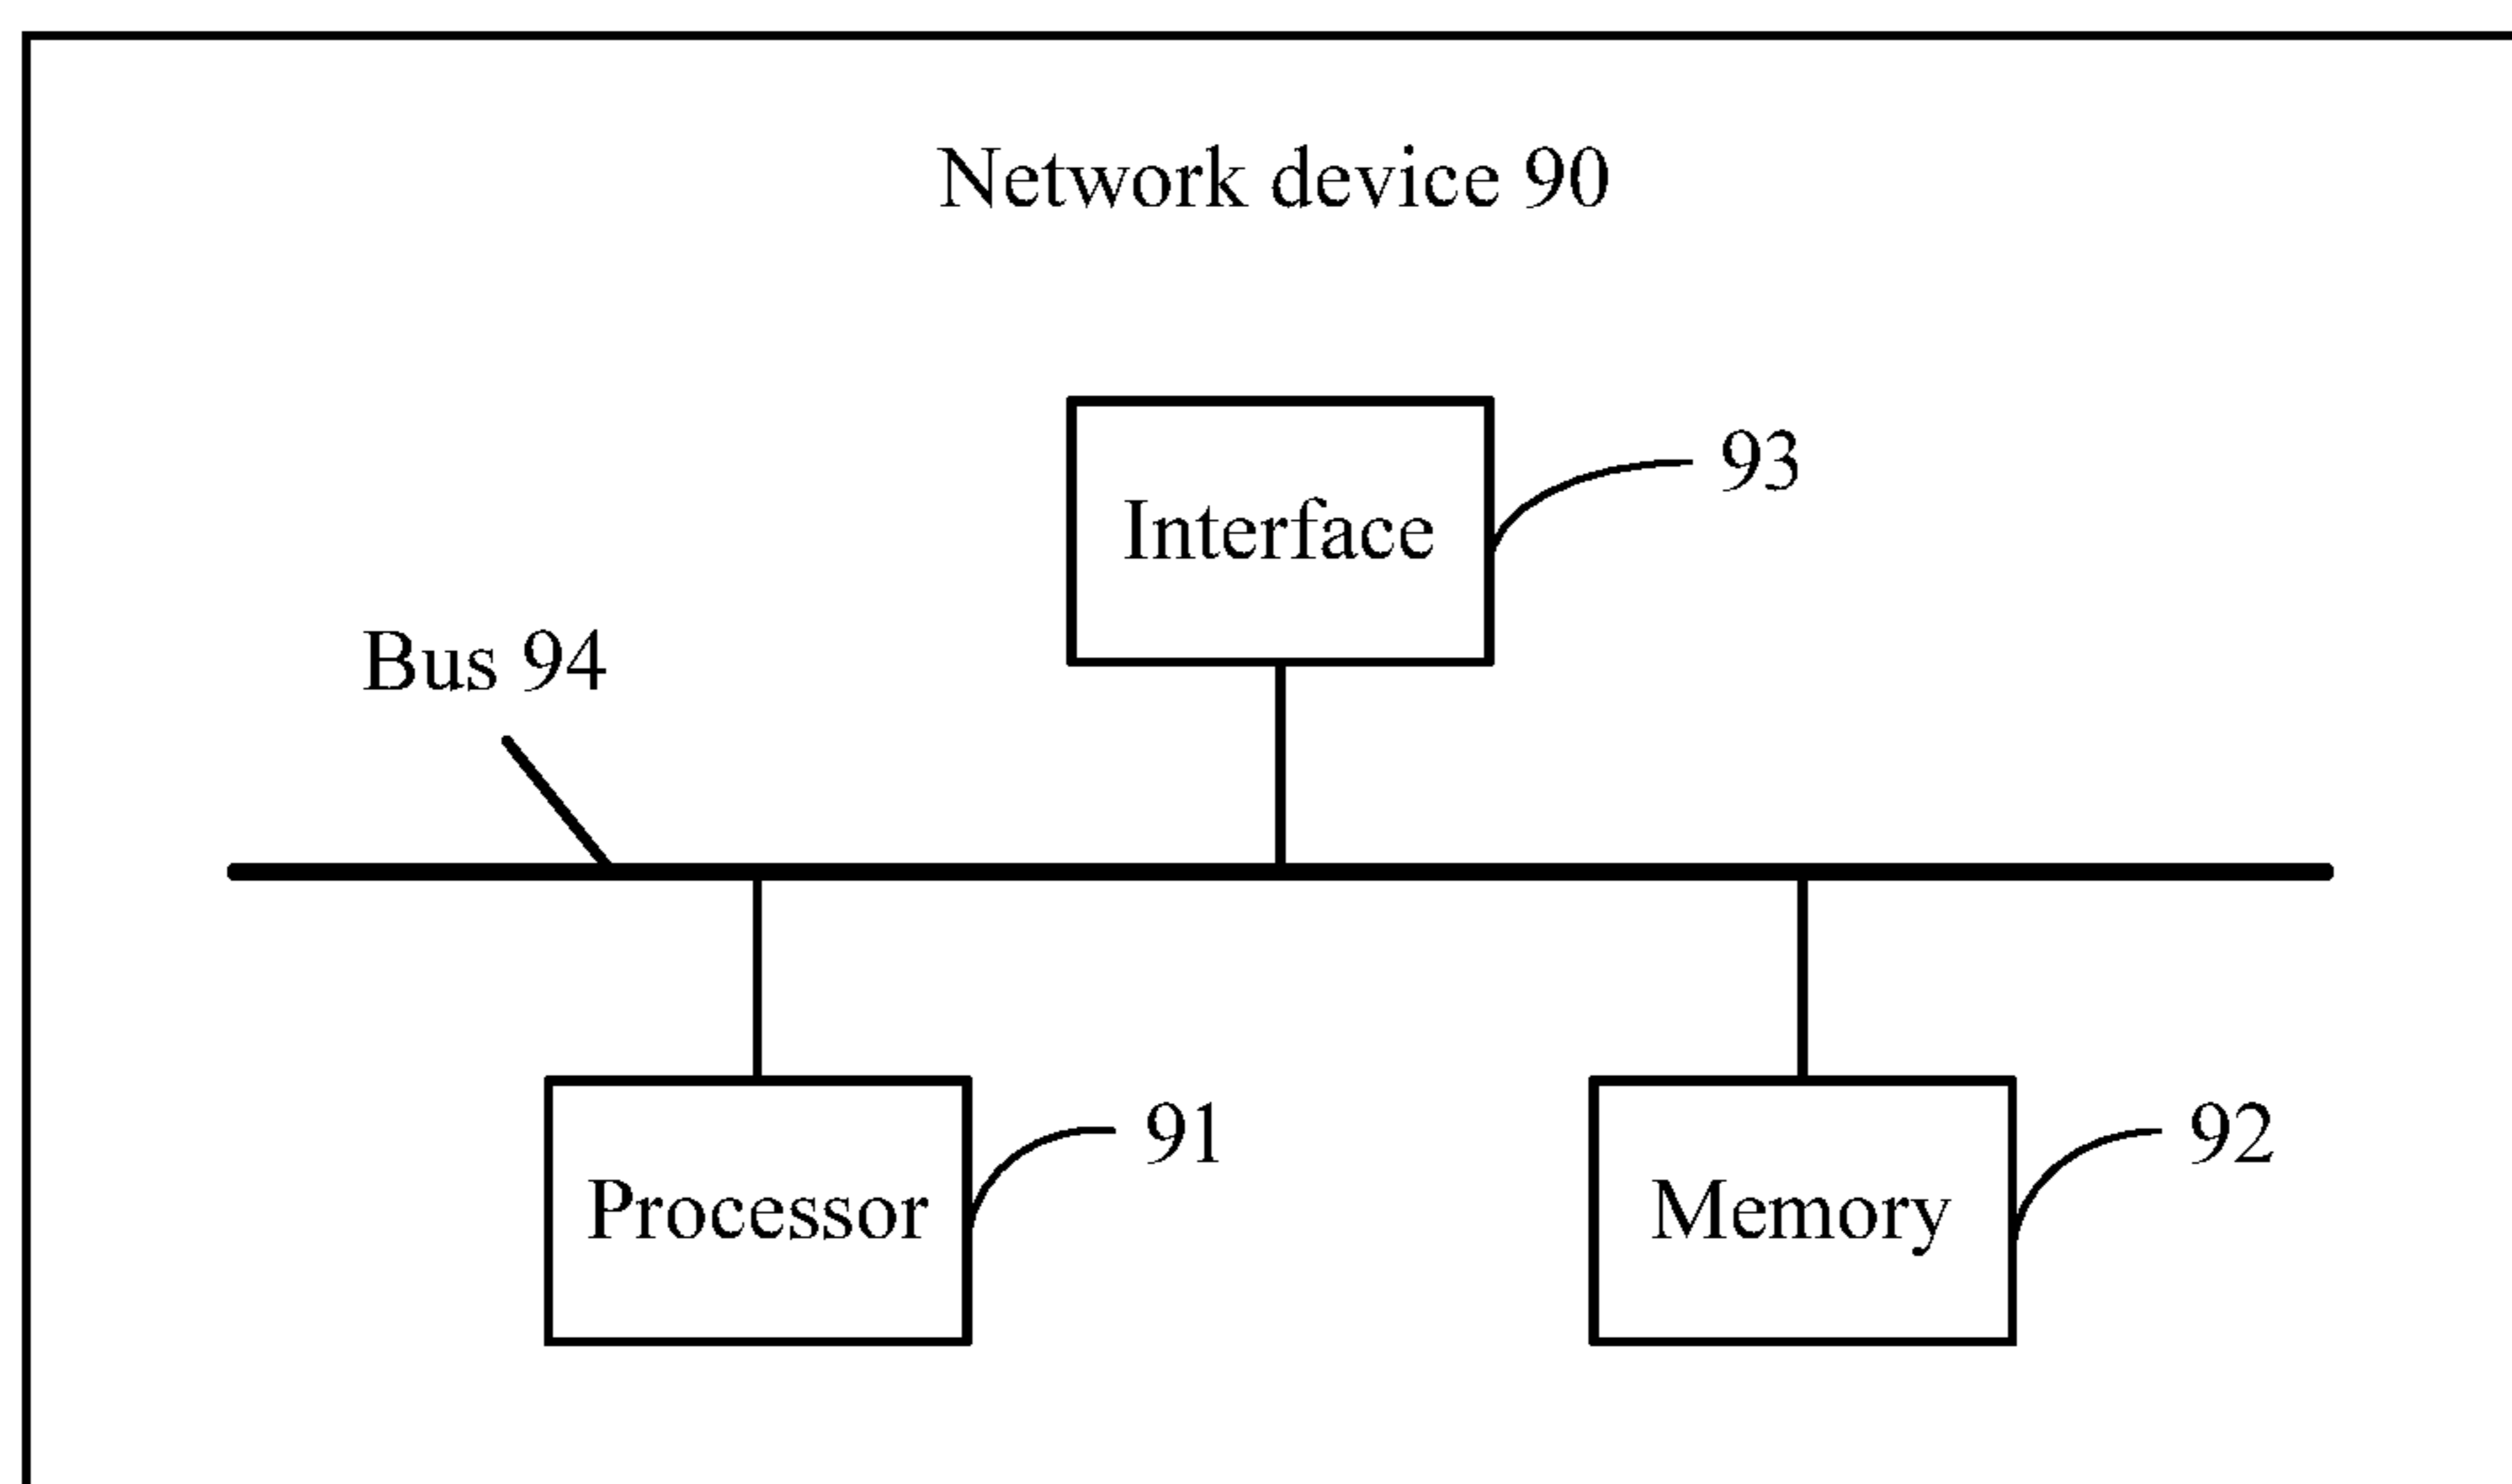 Network device 90
93
Interface
Bus 94
91
92
Processor
Memory